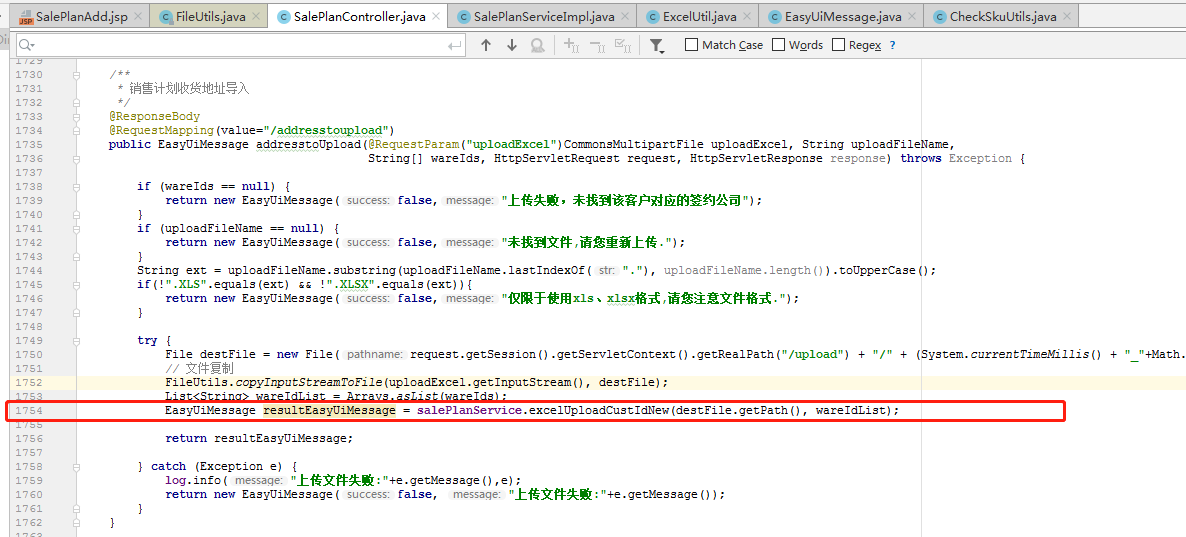 SalePlanAdd.jsp × FileUtils.java × SalePlanController.java × SalePlanServiceImpl.java × ExcelUtil.java × EasyUiMessage.java × CheckSkuUtils.java ×
Match Case Words Regex ?
1729
1730 /**
1731 * 销售计划收货地址导入
1732 */
1733 @ResponseBody
1734 @RequestMapping(value="/addresstoupload")
1735 public EasyUiMessage addresstoUpload(@RequestParam("uploadExcel")CommonsMultipartFile uploadExcel, String uploadFileName,
1736 String[] wareIds, HttpServletRequest request, HttpServletResponse response) throws Exception {
1737
1738 if (wareIds == null) {
1739 return new EasyUiMessage( success: false, message: "上传失败，未找到该客户对应的签约公司");
1740 }
1741 if (uploadFileName == null) {
1742 return new EasyUiMessage( success: false, message: "未找到文件,请您重新上传.");
1743 }
1744 String ext = uploadFileName.substring(uploadFileName.lastIndexOf( str: "."), uploadFileName.length()).toUpperCase();
1745 if(!".XLS".equals(ext) && !".XLSX".equals(ext)){
1746 return new EasyUiMessage( success: false, message: "仅限于使用xls、xlsx格式,请您注意文件格式.");
1747 }
1748
1749 try {
1750 File destFile = new File( pathname: request.getSession().getServletContext().getRealPath("/upload") + "/" + (System.currentTimeMillis() + "_"+Math.
1751 // 文件复制
1752 FileUtils.copyInputStreamToFile(uploadExcel.getInputStream(), destFile);
1753 List<String> wareIdList = Arrays.asList(wareIds);
1754 EasyUiMessage resultEasyUiMessage = salePlanService.excelUploadCustIdNew(destFile.getPath(), wareIdList);
1755
1756 return resultEasyUiMessage;
1757
1758 } catch (Exception e) {
1759 log.info( message: "上传文件失败:"+e.getMessage(),e);
1760 return new EasyUiMessage( success: false, message: "上传文件失败:"+e.getMessage());
1761 }
1762 }